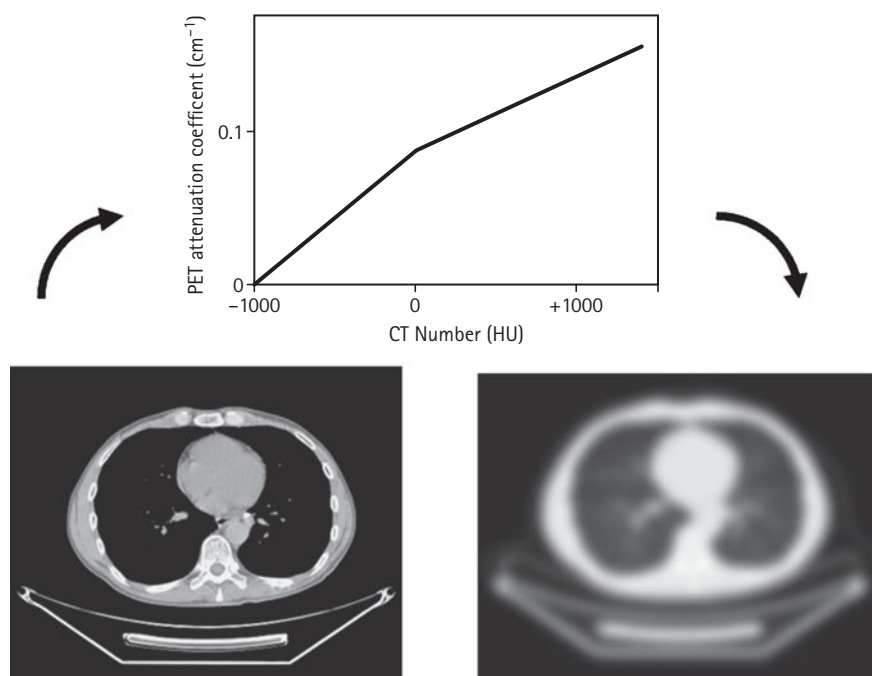 PET attenuation coefficent (cm⁻¹)
0.1
0
−1000
0
+1000
CT Number (HU)